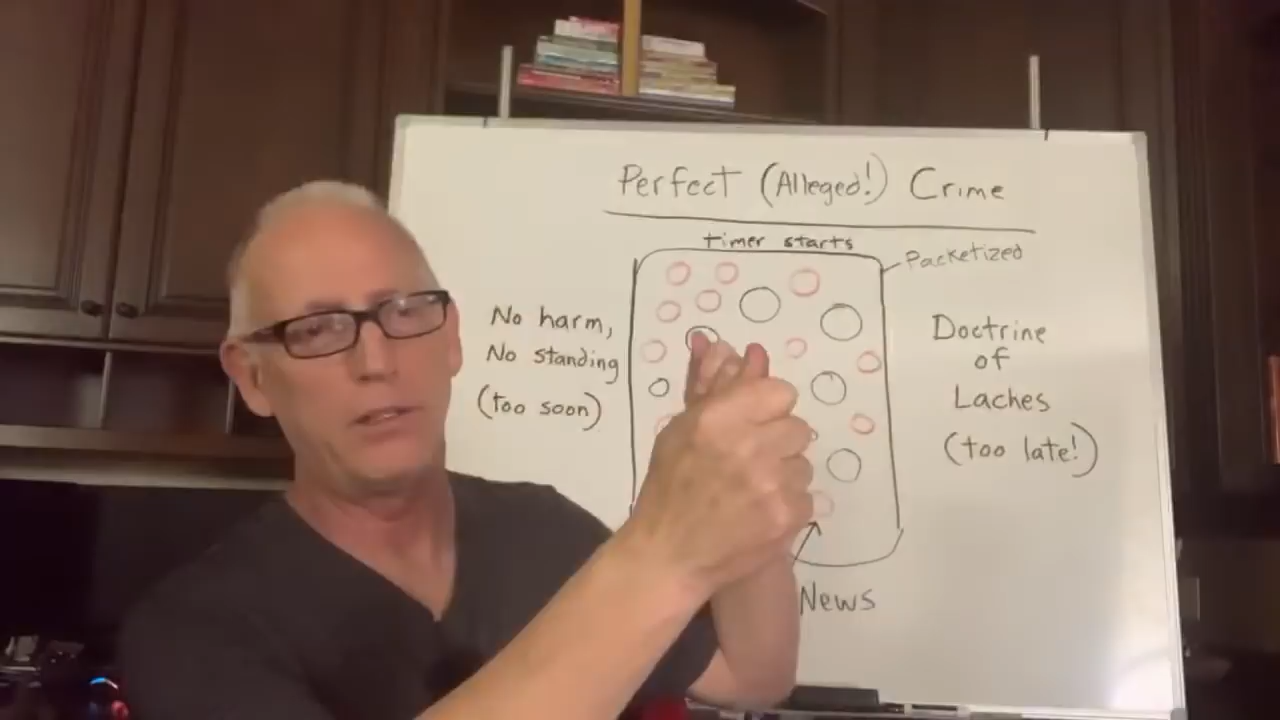 Perfect (Alleged!) Crime
timer starts
Packetized
No harm,
No standing
(too soon)
Doctrine
of
Laches
(too late!)
News